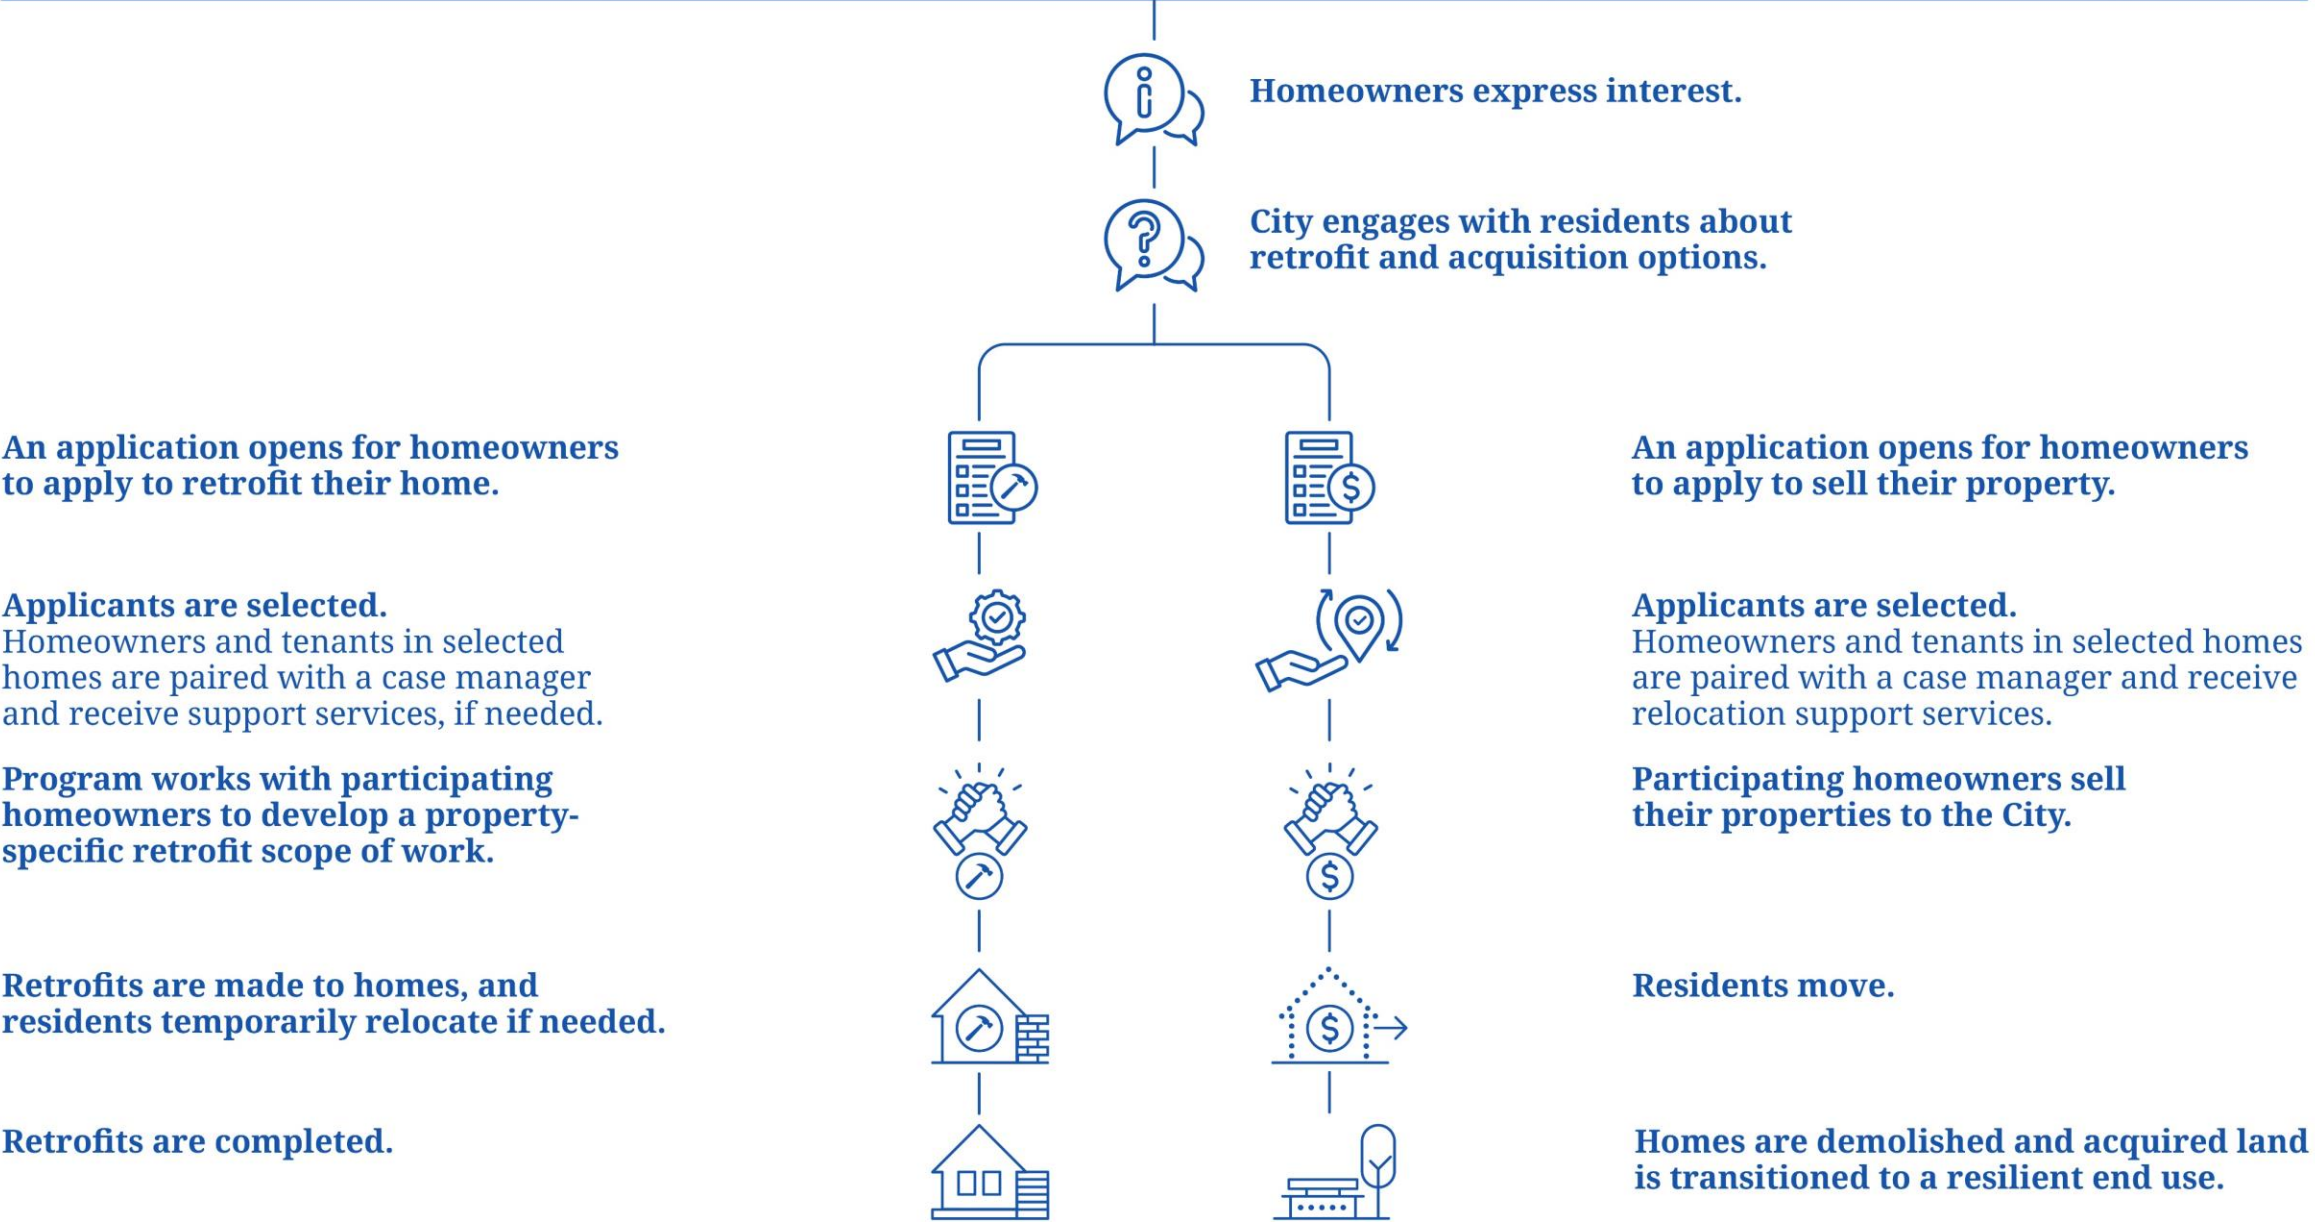 Homeowners express interest.
City engages with residents about
retrofit and acquisition options.
An application opens for homeowners
to apply to retrofit their home.
Applicants are selected.
Homeowners and tenants in selected
homes are paired with a case manager
and receive support services, if needed.
Program works with participating
homeowners to develop a property-
specific retrofit scope of work.
Retrofits are made to homes, and
residents temporarily relocate if needed.
Retrofits are completed.
An application opens for homeowners
to apply to sell their property.
Applicants are selected.
Homeowners and tenants in selected homes
are paired with a case manager and receive
relocation support services.
Participating homeowners sell
their properties to the City.
Residents move.
Homes are demolished and acquired land
is transitioned to a resilient end use.